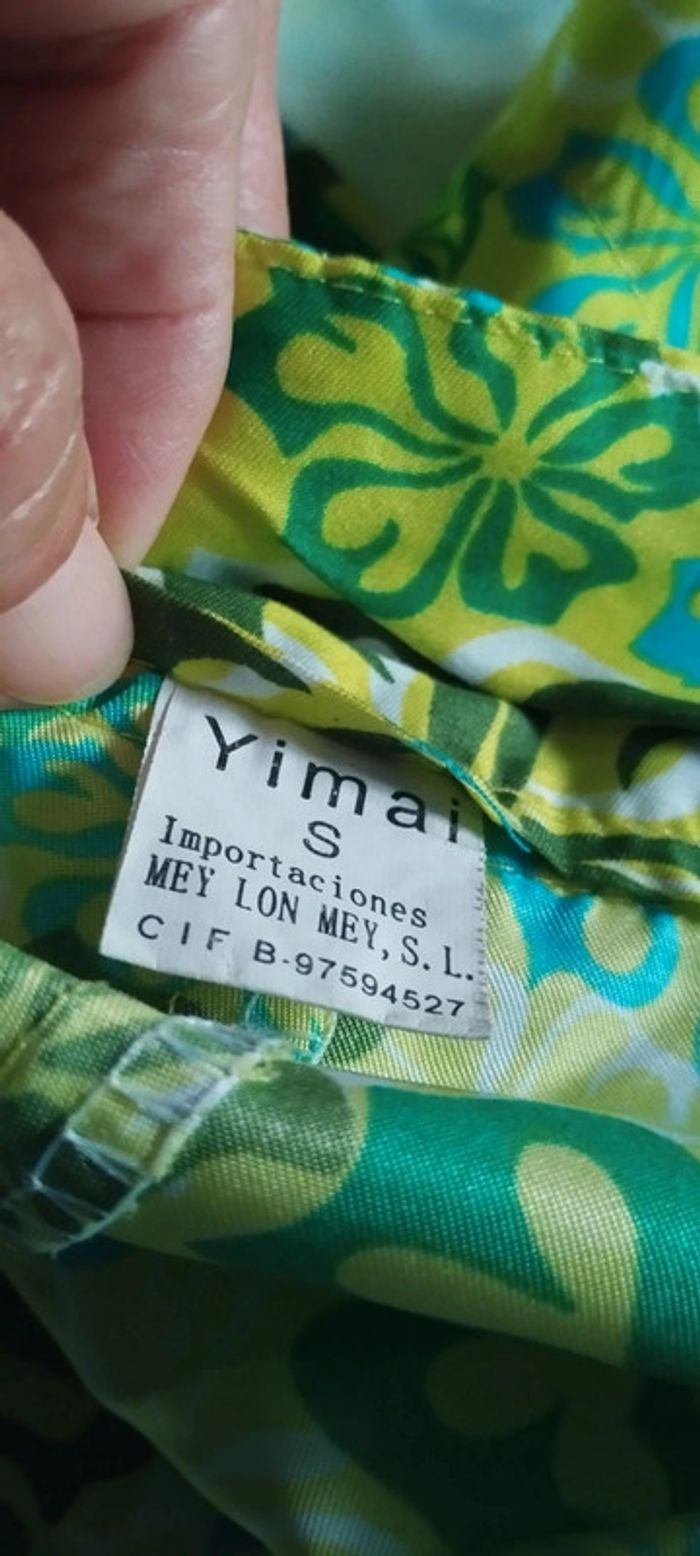 Yimai
S
Importaciones
MEY LON MEY, S.L.
CIF B-97594527